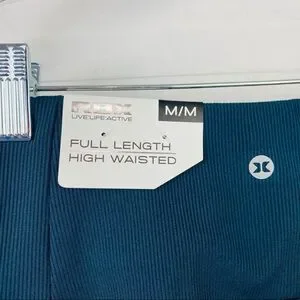 RBX
LIVE LIFE ACTIVE
M/M
FULL LENGTH
HIGH WAISTED